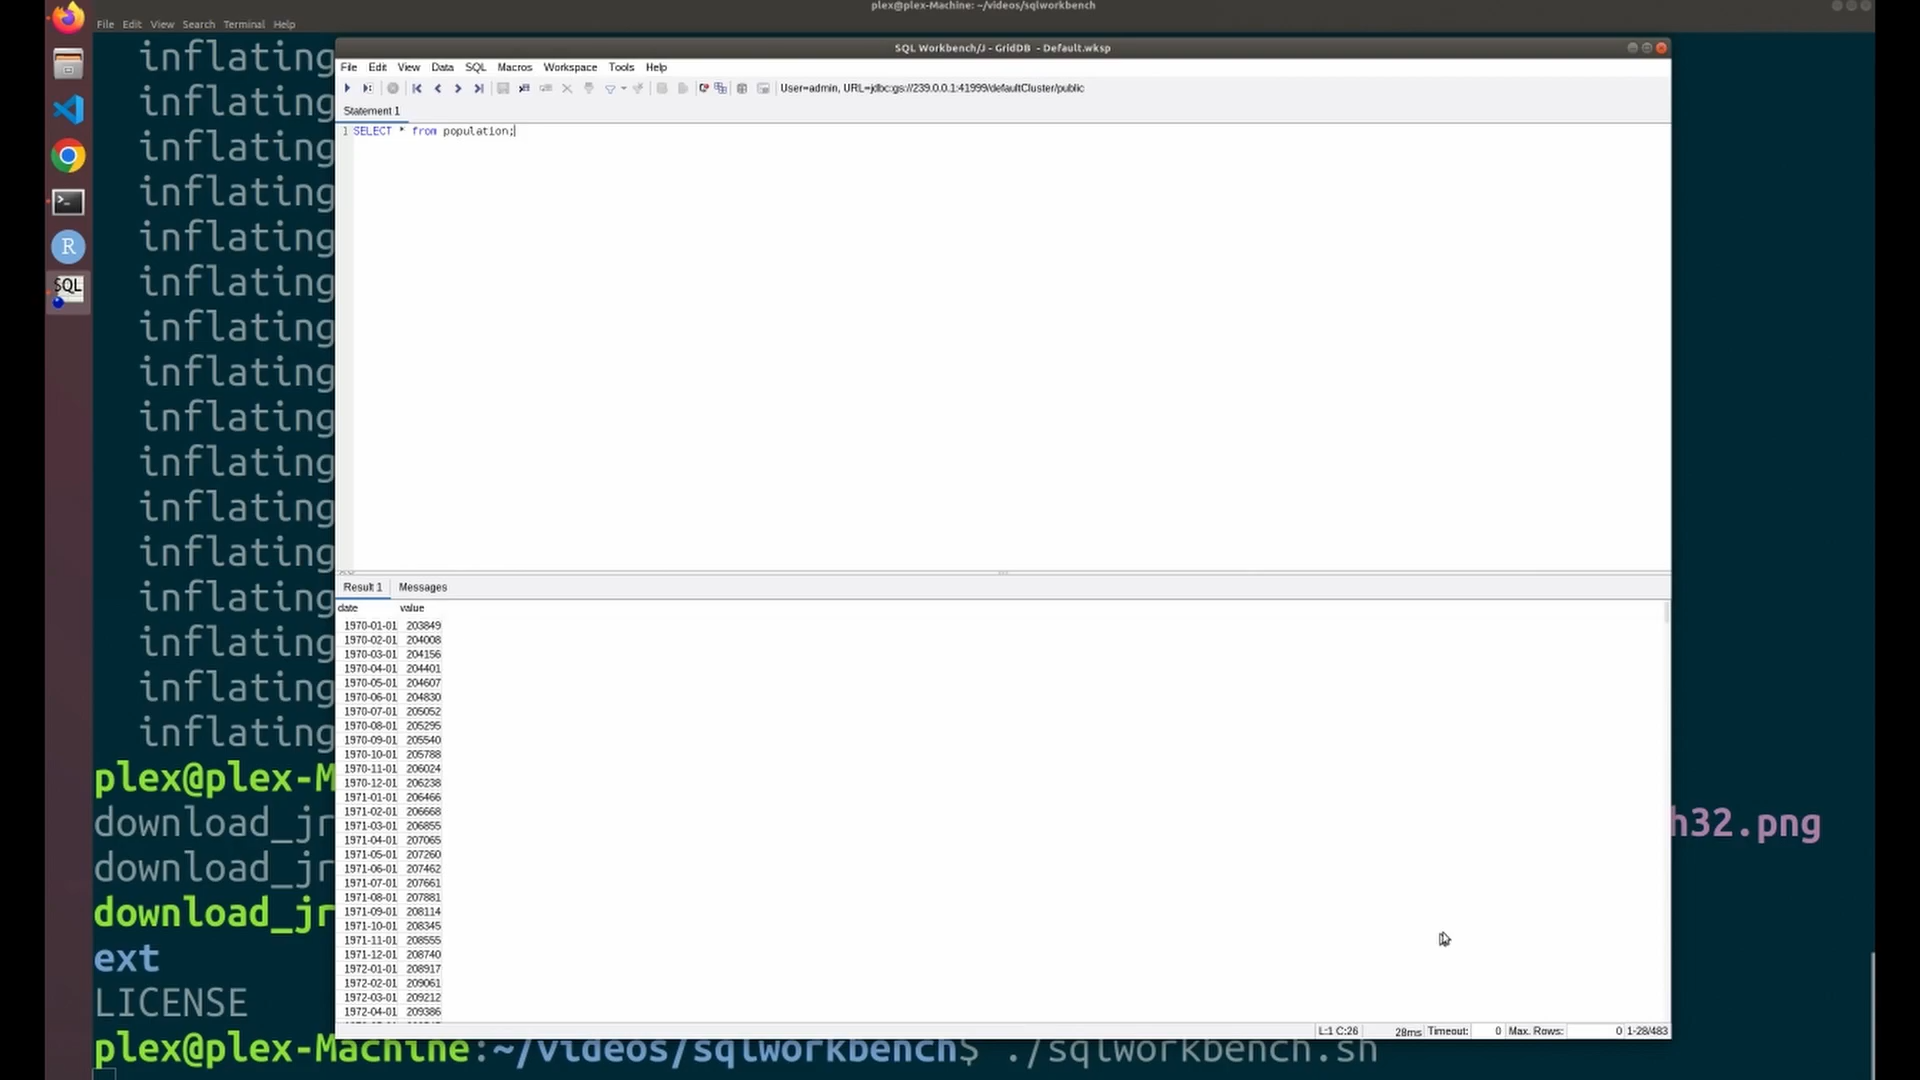 plex@plex-Machine: ~/videos/sqlworkbench
File Edit View Search Terminal Help
inflating
SQL Workbench/J - GridDB - Default.wksp
inflating
File Edit View Data SQL Macros Workspace Tools Help
User=admin, URL=jdbc:gs://239.0.0.1:41999/defaultCluster/public
Statement 1
1 SELECT * from population;
inflating
inflating
inflating
R
SQL
inflating
inflating
inflating
inflating
inflating
inflating
inflating
inflating
inflating
inflating
inflating
Result 1 Messages
date value
1970-01-01 203849
1970-02-01 204008
1970-03-01 204156
1970-04-01 204401
1970-05-01 204607
1970-06-01 204830
1970-07-01 205052
1970-08-01 205295
1970-09-01 205540
1970-10-01 205788
1970-11-01 206024
1970-12-01 206238
1971-01-01 206466
1971-02-01 206668
1971-03-01 206855
1971-04-01 207065
1971-05-01 207260
1971-06-01 207462
1971-07-01 207661
1971-08-01 207881
1971-09-01 208114
1971-10-01 208345
1971-11-01 208555
1971-12-01 208740
1972-01-01 208917
1972-02-01 209061
1972-03-01 209212
1972-04-01 209386
L:1 C:26 28ms Timeout: 0 Max. Rows: 0 1-28/483
plex@plex-M
download_jr
h32.png
download_jr
download_jr
ext
LICENSE
plex@plex-Machine:~/videos/sqlworkbench$ ./sqlworkbench.sh